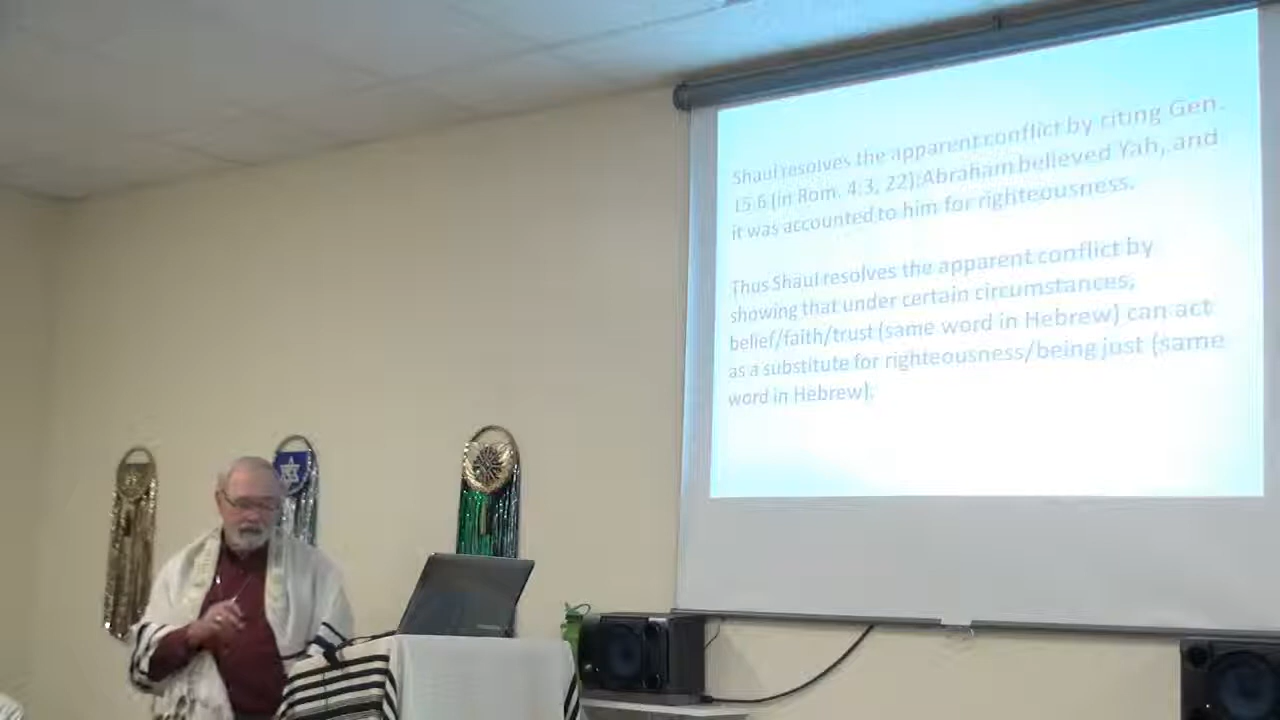 Shaul resolves the apparent conflict by citing Gen.
15:6 (in Rom. 4:3, 22): Abraham believed Yah, and
it was accounted to him for righteousness.
Thus Shaul resolves the apparent conflict by
showing that under certain circumstances,
belief/faith/trust (same word in Hebrew) can act
as a substitute for righteousness/being just (same
word in Hebrew).